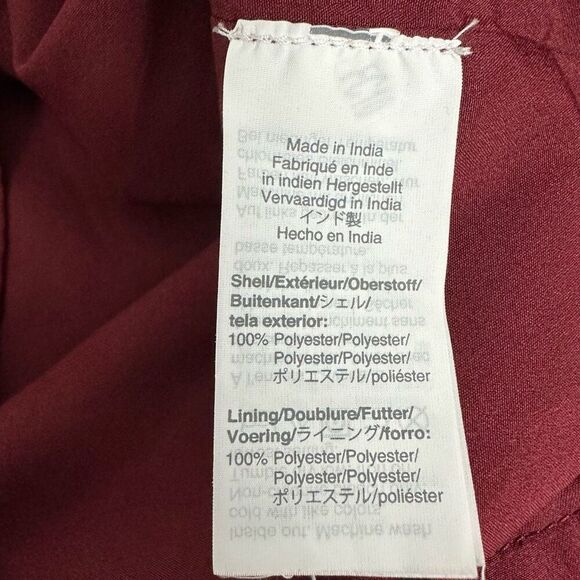 Made in India
Fabriqué en Inde
in indien Hergestellt
Vervaardigd in India
インド製
Hecho en India
Shell/Extérieur/Oberstoff/
Buitenkant/シェル/
tela exterior:
100% Polyester/Polyester/
Polyester/Polyester/
ポリエステル/poliéster
Lining/Doublure/Futter/
Voering/ライニング/forro:
100% Polyester/Polyester/
Polyester/Polyester/
ポリエステル/poliéster